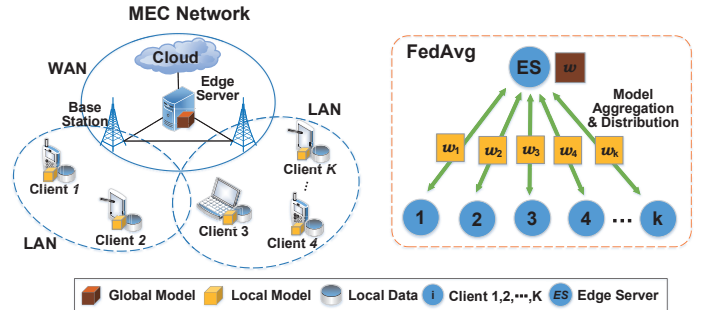 MEC Network
WAN
Cloud
Edge
Server
Base
Station
LAN
Client 1
Client 2
Client 3
Client K
⋮
Client 4
LAN
FedAvg
ES
w
Model
Aggregation
& Distribution
w1 w2 w3 w4 wk
1 2 3 4 ··· k
Global Model Local Model Local Data i Client 1,2,···,K ES Edge Server